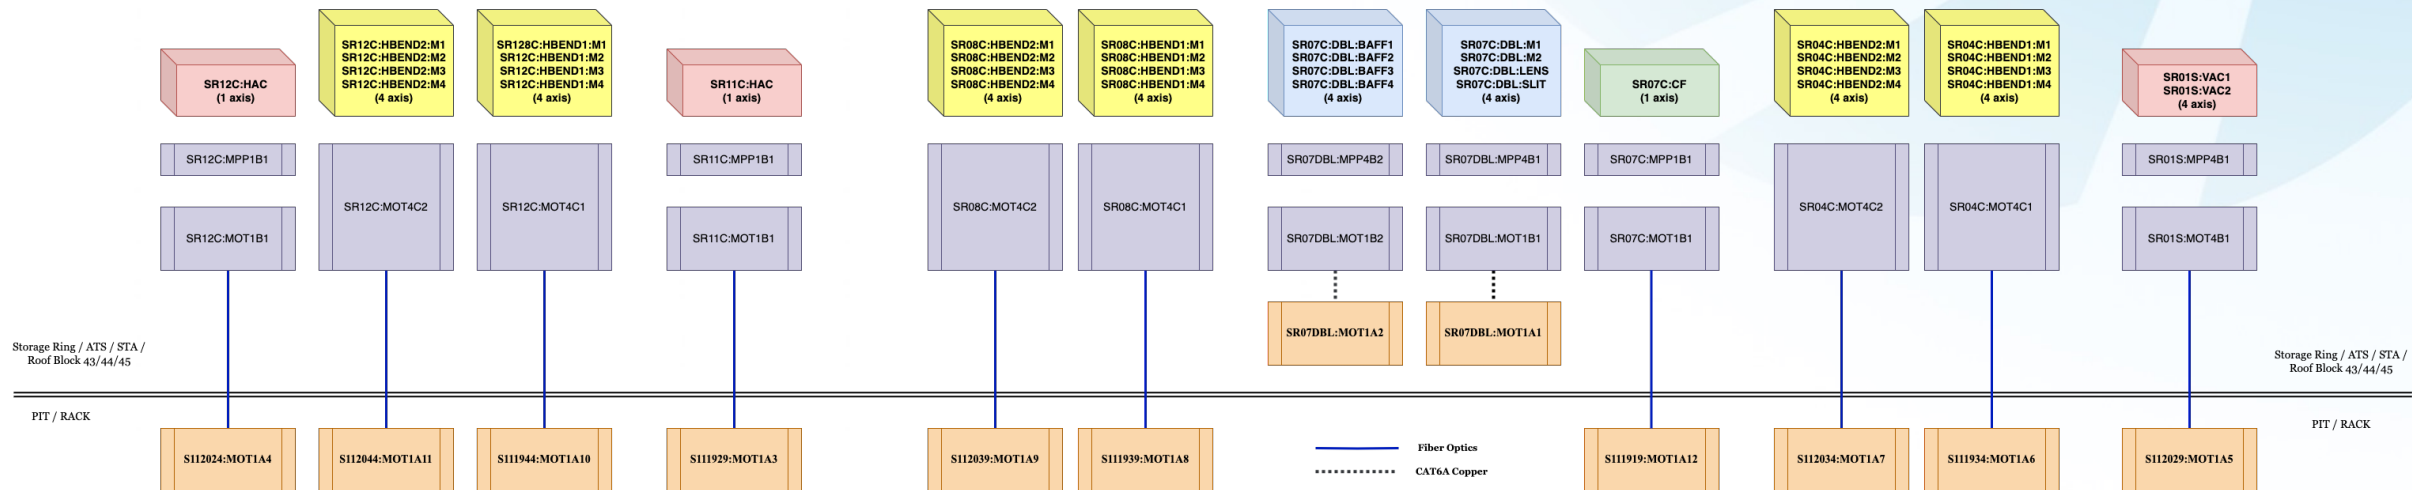 SR12C:HAC
(1 axis)
SR12C:HBEND2:M1
SR12C:HBEND2:M2
SR12C:HBEND2:M3
SR12C:HBEND2:M4
(4 axis)
SR128C:HBEND1:M1
SR12C:HBEND1:M2
SR12C:HBEND1:M3
SR12C:HBEND1:M4
(4 axis)
SR11C:HAC
(1 axis)
SR08C:HBEND2:M1
SR08C:HBEND2:M2
SR08C:HBEND2:M3
SR08C:HBEND2:M4
(4 axis)
SR08C:HBEND1:M1
SR08C:HBEND1:M2
SR08C:HBEND1:M3
SR08C:HBEND1:M4
(4 axis)
SR07C:DBL:BAFF1
SR07C:DBL:BAFF2
SR07C:DBL:BAFF3
SR07C:DBL:BAFF4
(4 axis)
SR07C:DBL:M1
SR07C:DBL:M2
SR07C:DBL:LENS
SR07C:DBL:SLIT
(4 axis)
SR07C:CF
(1 axis)
SR04C:HBEND2:M1
SR04C:HBEND2:M2
SR04C:HBEND2:M3
SR04C:HBEND2:M4
(4 axis)
SR04C:HBEND1:M1
SR04C:HBEND1:M2
SR04C:HBEND1:M3
SR04C:HBEND1:M4
(4 axis)
SR01S:VAC1
SR01S:VAC2
(4 axis)
SR12C:MPP1B1
SR11C:MPP1B1
SR07DBL:MPP4B2
SR07DBL:MPP4B1
SR07C:MPP1B1
SR01S:MPP4B1
SR12C:MOT4C2
SR12C:MOT4C1
SR08C:MOT4C2
SR08C:MOT4C1
SR04C:MOT4C2
SR04C:MOT4C1
SR12C:MOT1B1
SR11C:MOT1B1
SR07DBL:MOT1B2
SR07DBL:MOT1B1
SR07C:MOT1B1
SR01S:MOT4B1
SR07DBL:MOT1A2
SR07DBL:MOT1A1
Storage Ring / ATS / STA /
Roof Block 43/44/45
Storage Ring / ATS / STA /
Roof Block 43/44/45
PIT / RACK
PIT / RACK
Fiber Optics
CAT6A Copper
S112024:MOT1A4
S112044:MOT1A11
S111944:MOT1A10
S111929:MOT1A3
S112039:MOT1A9
S111939:MOT1A8
S111919:MOT1A12
S112034:MOT1A7
S111934:MOT1A6
S112029:MOT1A5